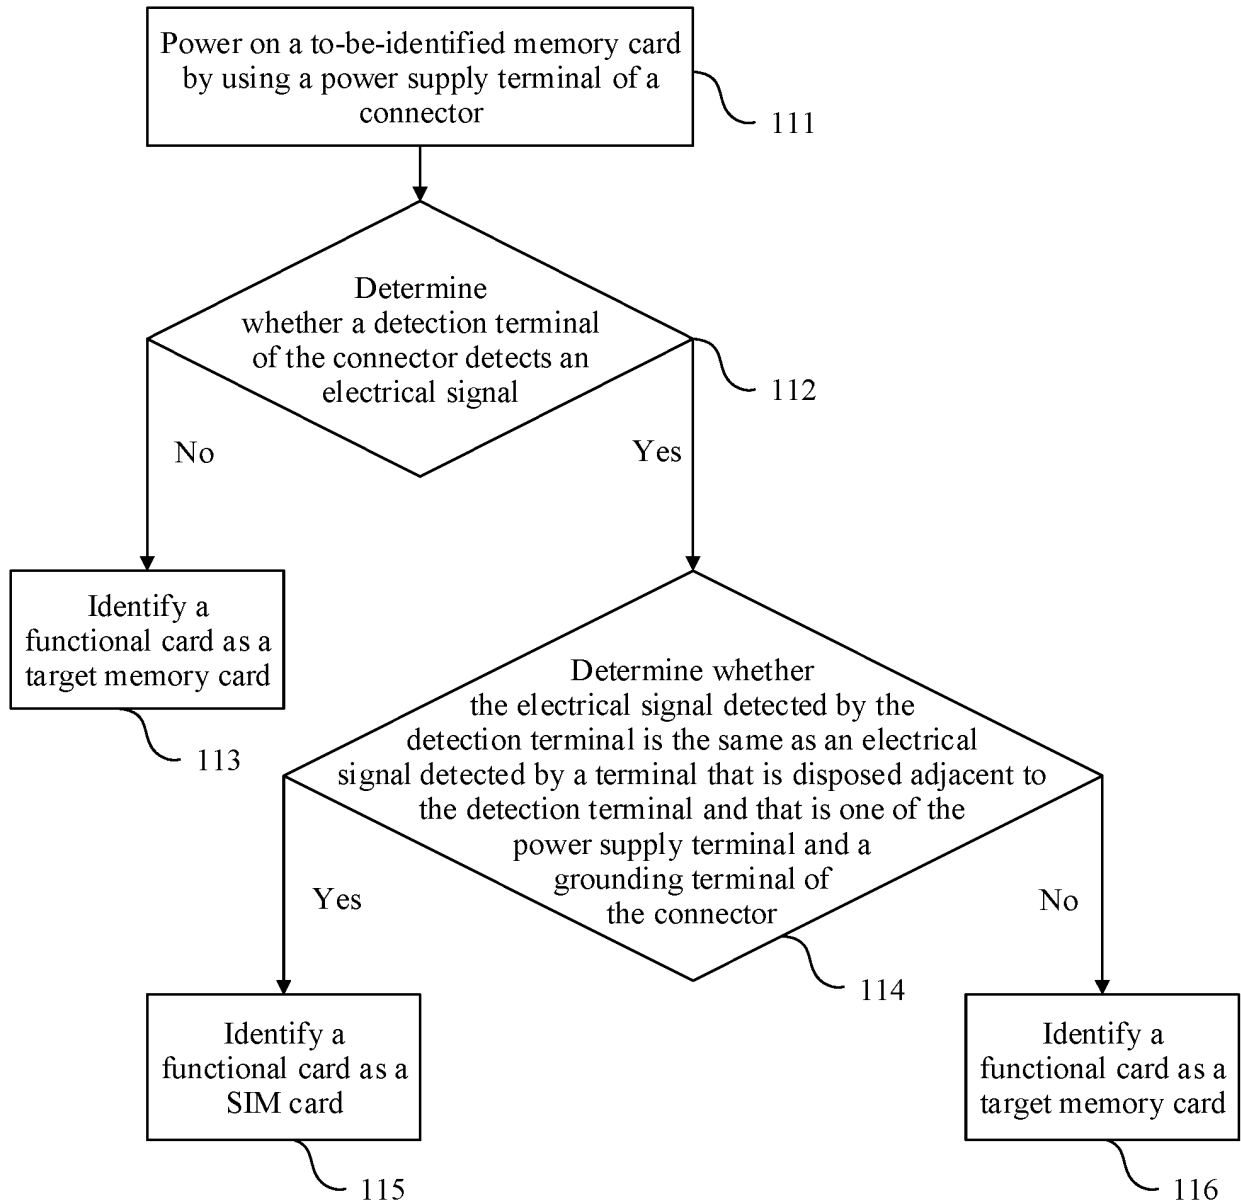 Power on a to-be-identified memory card
by using a power supply terminal of a
connector
111
Determine
whether a detection terminal
of the connector detects an
electrical signal
112
No
Yes
Identify a
functional card as a
target memory card
113
Determine whether
the electrical signal detected by the
detection terminal is the same as an electrical
signal detected by a terminal that is disposed adjacent to
the detection terminal and that is one of the
power supply terminal and a
grounding terminal of
the connector
114
Yes
No
Identify a
functional card as a
SIM card
115
Identify a
functional card as a
target memory card
116